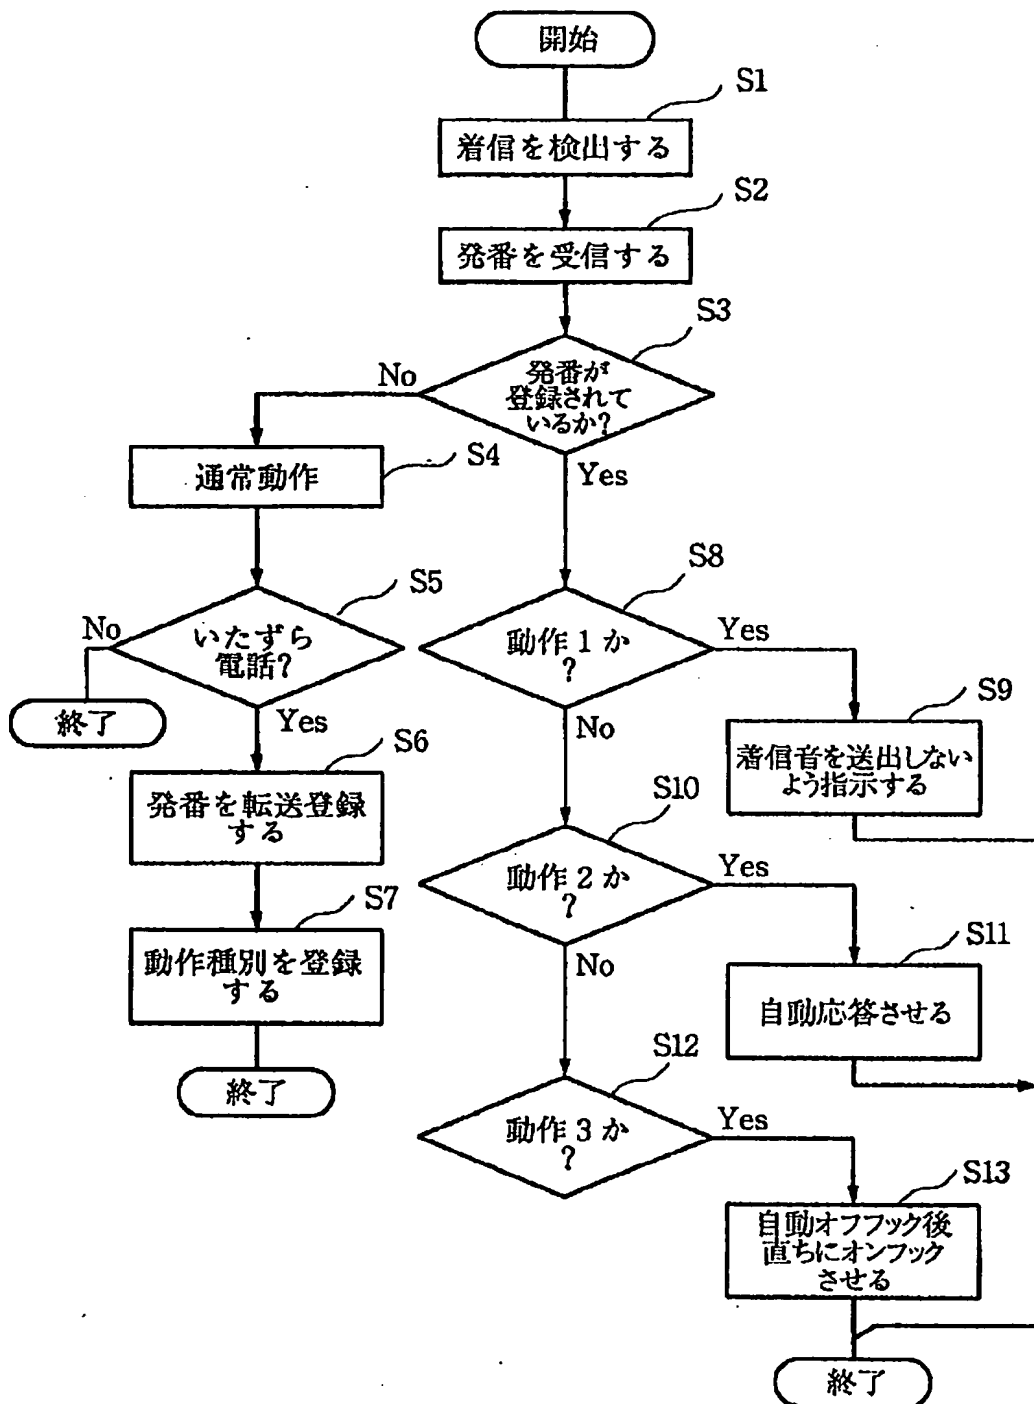 開始
S1
着信を検出する
S2
発番を受信する
S3
発番が
登録されて
いるか?
No
Yes
S4
通常動作
S5
いたずら
電話?
No
終了
Yes
S6
発番を転送登録
する
S7
動作種別を登録
する
終了
S8
動作1か
?
Yes
No
S9
着信音を送出しない
よう指示する
S10
動作2か
?
Yes
No
S11
自動応答させる
S12
動作3か
?
Yes
S13
自動オフフック後
直ちにオンフック
させる
終了